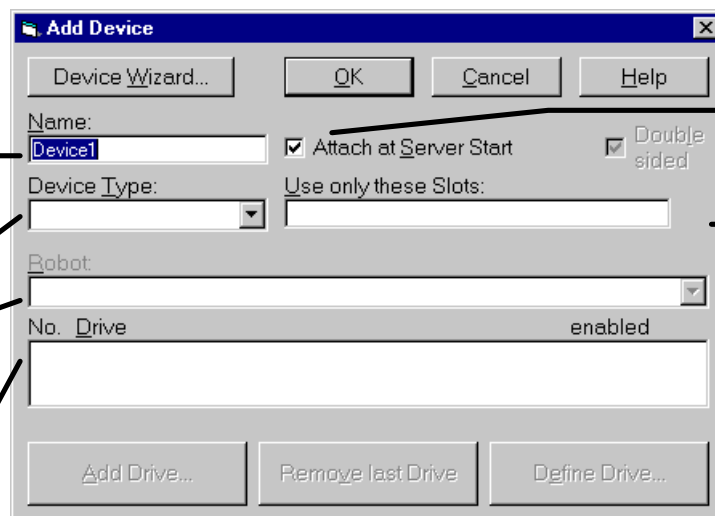 Add Device
Device Wizard... OK Cancel Help
Name:
Device1
Attach at Server Start
Double
sided
Device Type:
Use only these Slots:
Robot:
No. Drive enabled
Add Drive... Remove last Drive Define Drive...